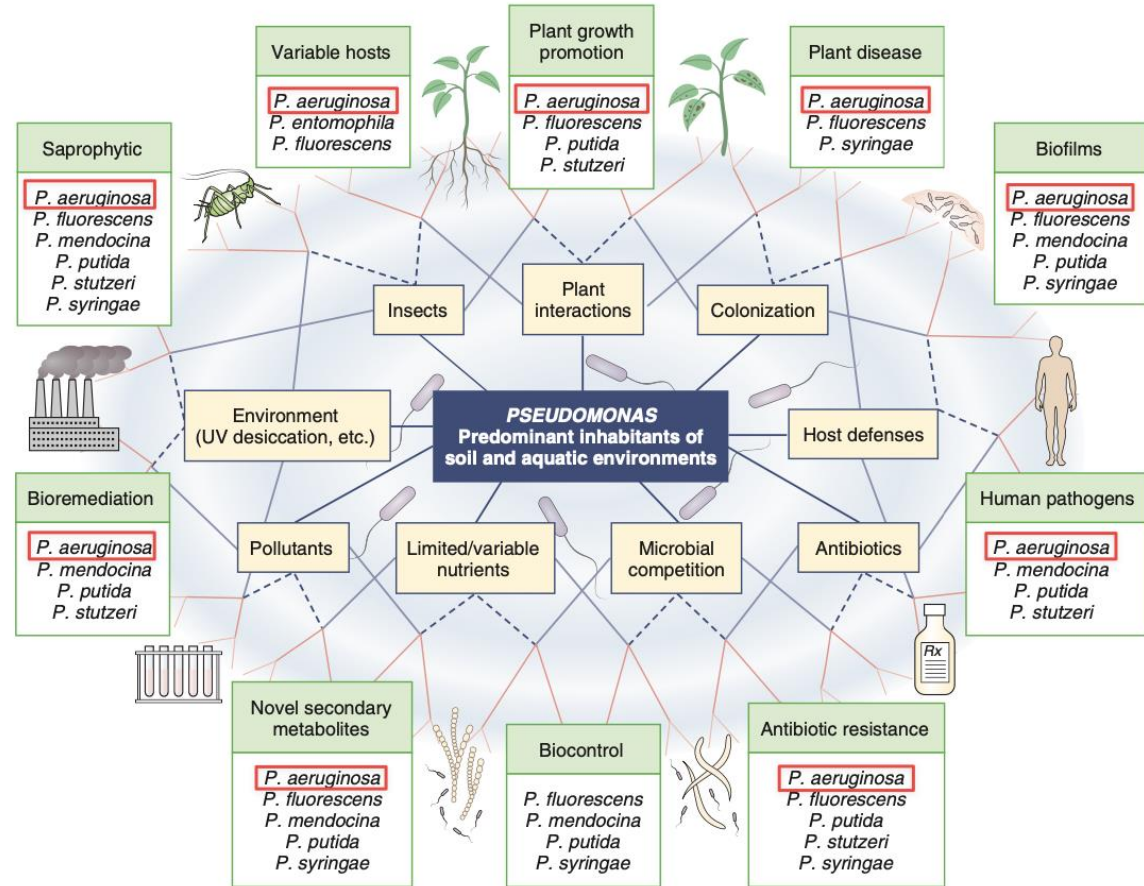 Variable hosts
P. aeruginosa
P. entomophila
P. fluorescens
Plant growth
promotion
P. aeruginosa
P. fluorescens
P. putida
P. stutzeri
Plant disease
P. aeruginosa
P. fluorescens
P. syringae
Saprophytic
P. aeruginosa
P. fluorescens
P. mendocina
P. putida
P. stutzeri
P. syringae
Biofilms
P. aeruginosa
P. fluorescens
P. mendocina
P. putida
P. syringae
Insects
Plant
interactions
Colonization
Environment
(UV desiccation, etc.)
PSEUDOMONAS
Predominant inhabitants of
soil and aquatic environments
Host defenses
Pollutants
Limited/variable
nutrients
Microbial
competition
Antibiotics
Bioremediation
P. aeruginosa
P. mendocina
P. putida
P. stutzeri
Human pathogens
P. aeruginosa
P. mendocina
P. putida
P. stutzeri
Rx
Novel secondary
metabolites
P. aeruginosa
P. fluorescens
P. mendocina
P. putida
P. syringae
Biocontrol
P. fluorescens
P. mendocina
P. putida
P. syringae
Antibiotic resistance
P. aeruginosa
P. fluorescens
P. putida
P. stutzeri
P. syringae